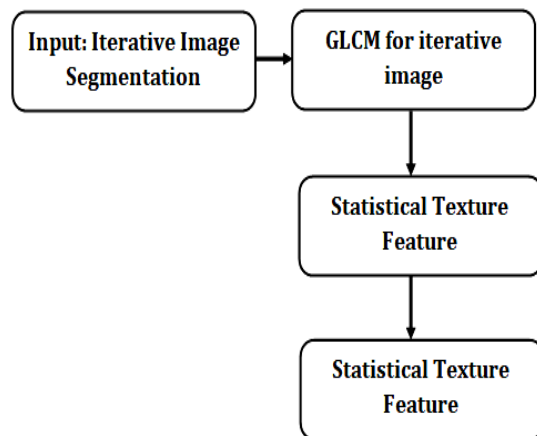 Input: Iterative Image
Segmentation
GLCM for iterative
image
Statistical Texture
Feature
Statistical Texture
Feature